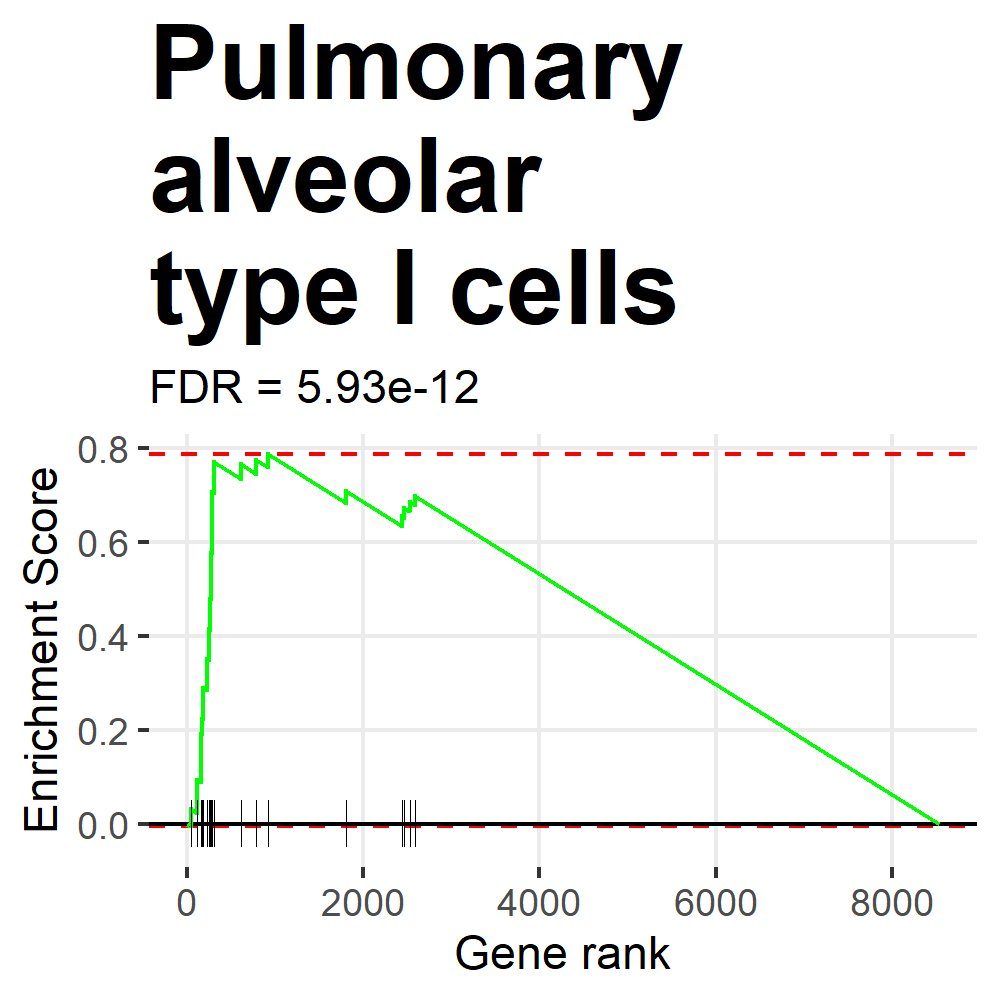 Pulmonary
alveolar
type I cells
FDR = 5.93e-12
Enrichment Score
0.8
0.6
0.4
0.2
0.0
0 2000 4000 6000 8000
Gene rank